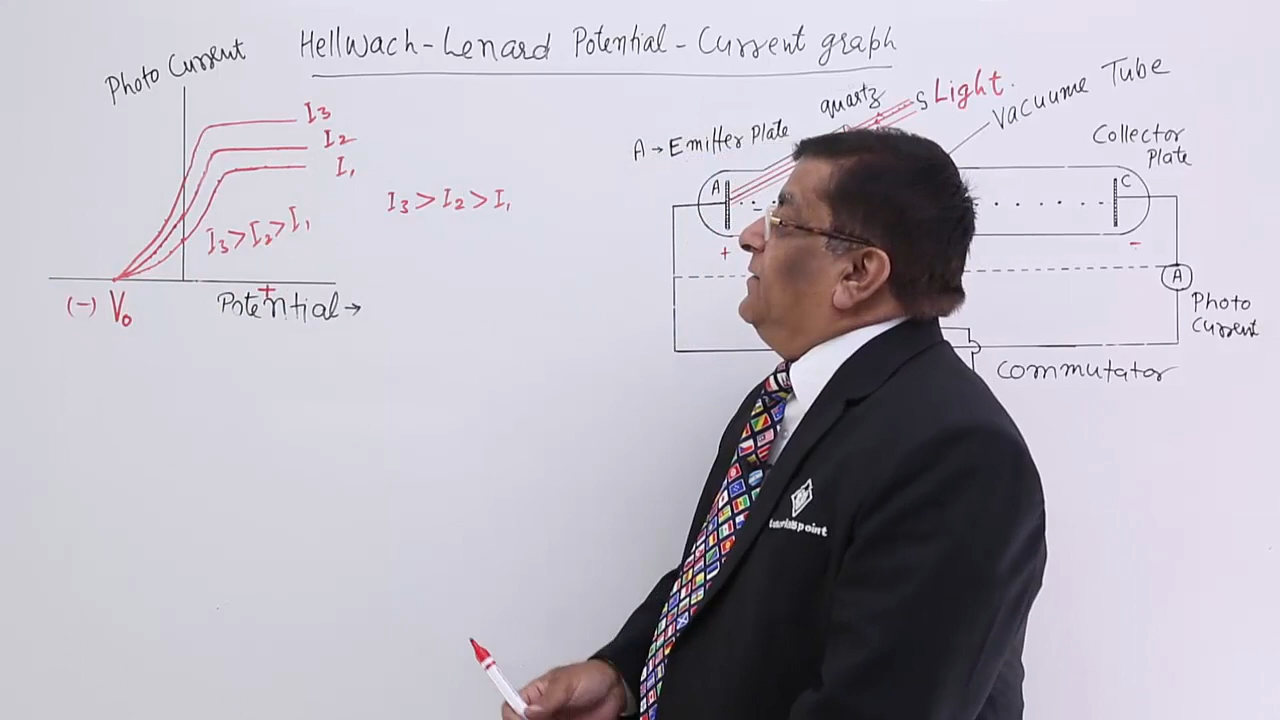 Hellwach-Lenard Potential-Current graph
Photo Current
I3
I2
I1
I3>I2>I1
I3>I2>I1
(-) V0
+
Potential →
quartz
S Light.
Vacuume Tube
A→Emitter Plate
Collector
Plate
A
C
+
-
A
Photo
Current
Commutator
tutorialspoint